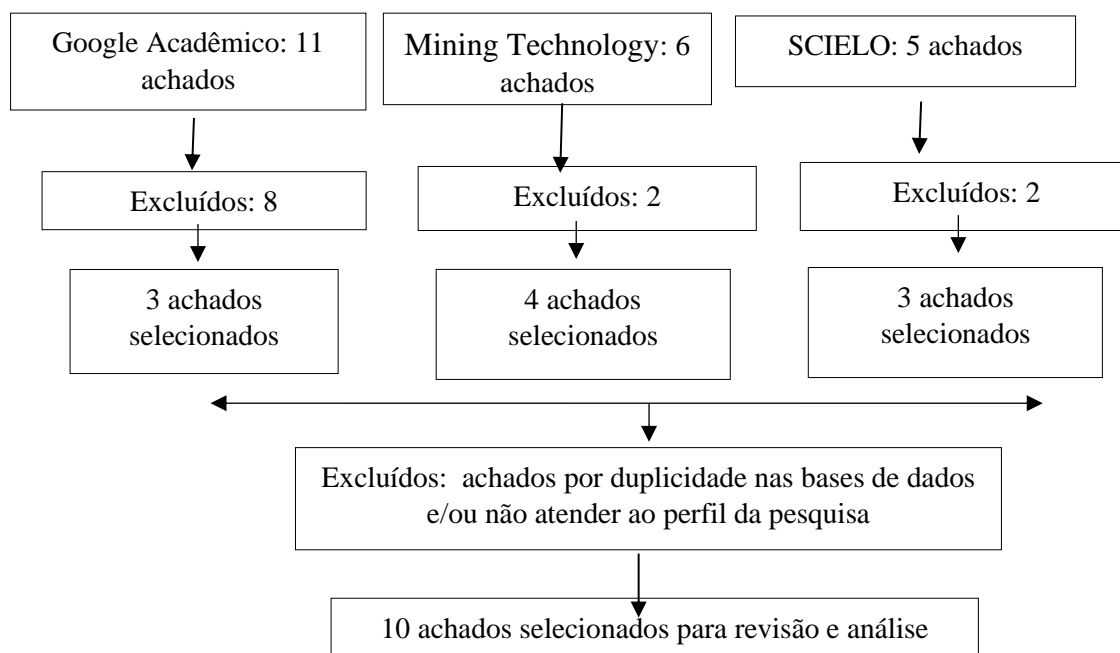 Google Acadêmico: 11
achados
Mining Technology: 6
achados
SCIELO: 5 achados
Excluídos: 8
Excluídos: 2
Excluídos: 2
3 achados
selecionados
4 achados
selecionados
3 achados
selecionados
Excluídos: achados por duplicidade nas bases de dados
e/ou não atender ao perfil da pesquisa
10 achados selecionados para revisão e análise